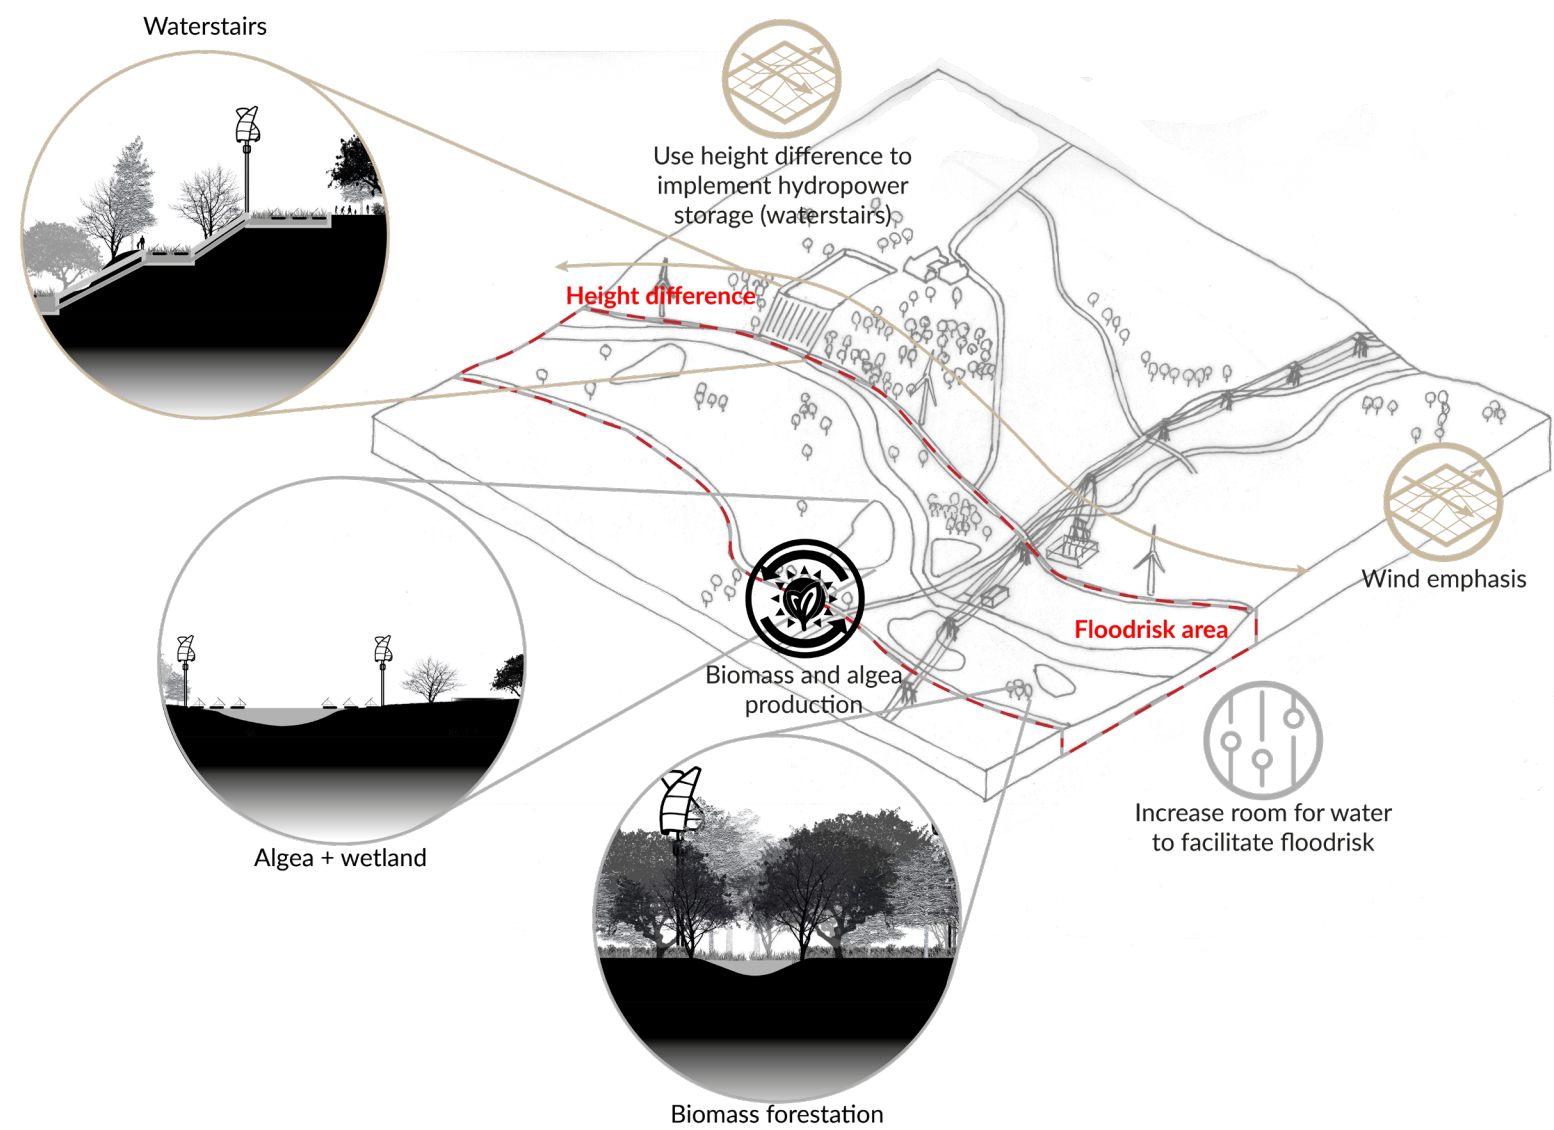 Waterstairs
Use height difference to
implement hydropower
storage (waterstairs)
Height difference
Wind emphasis
Floodrisk area
Biomass and algea
production
Increase room for water
to facilitate floodrisk
Algea + wetland
Biomass forestation